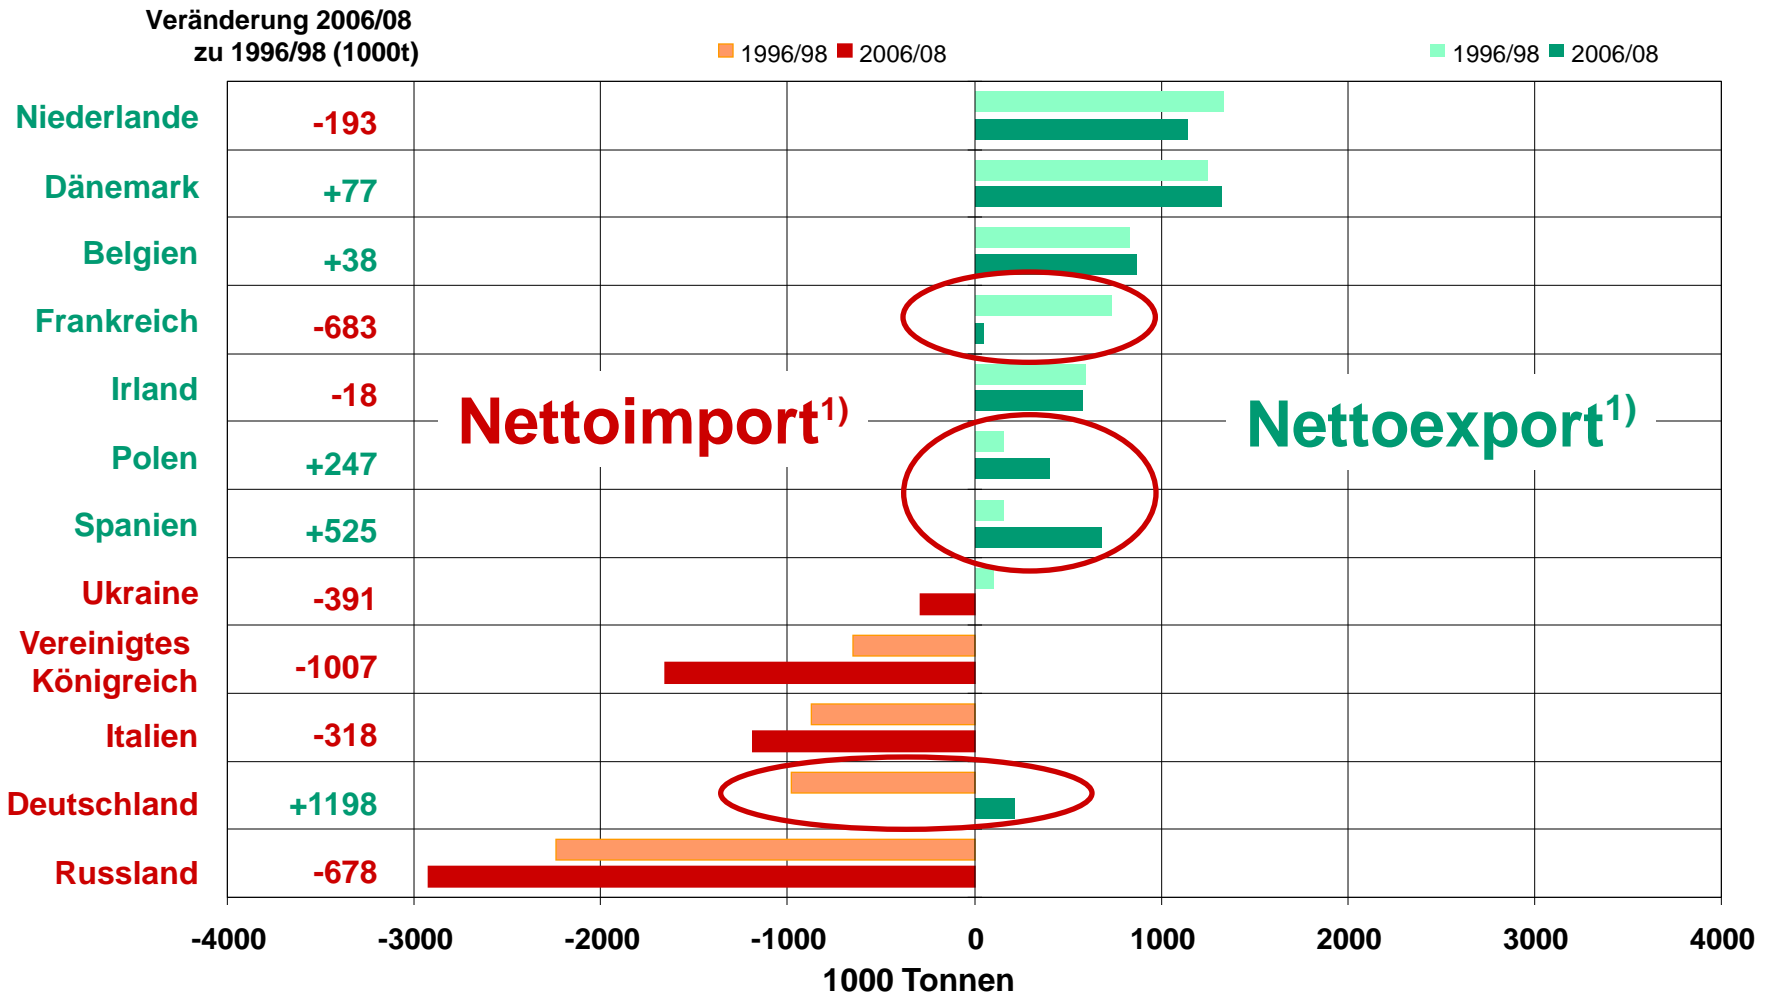 Veränderung 2006/08
zu 1996/98 (1000t)
1996/98 2006/08
1996/98 2006/08
Niederlande -193
Dänemark +77
Belgien +38
Frankreich -683
Irland -18
Nettoimport1) Nettoexport1)
Polen +247
Spanien +525
Ukraine -391
Vereinigtes
Königreich -1007
Italien -318
Deutschland +1198
Russland -678
-4000 -3000 -2000 -1000 0 1000 2000 3000 4000
1000 Tonnen